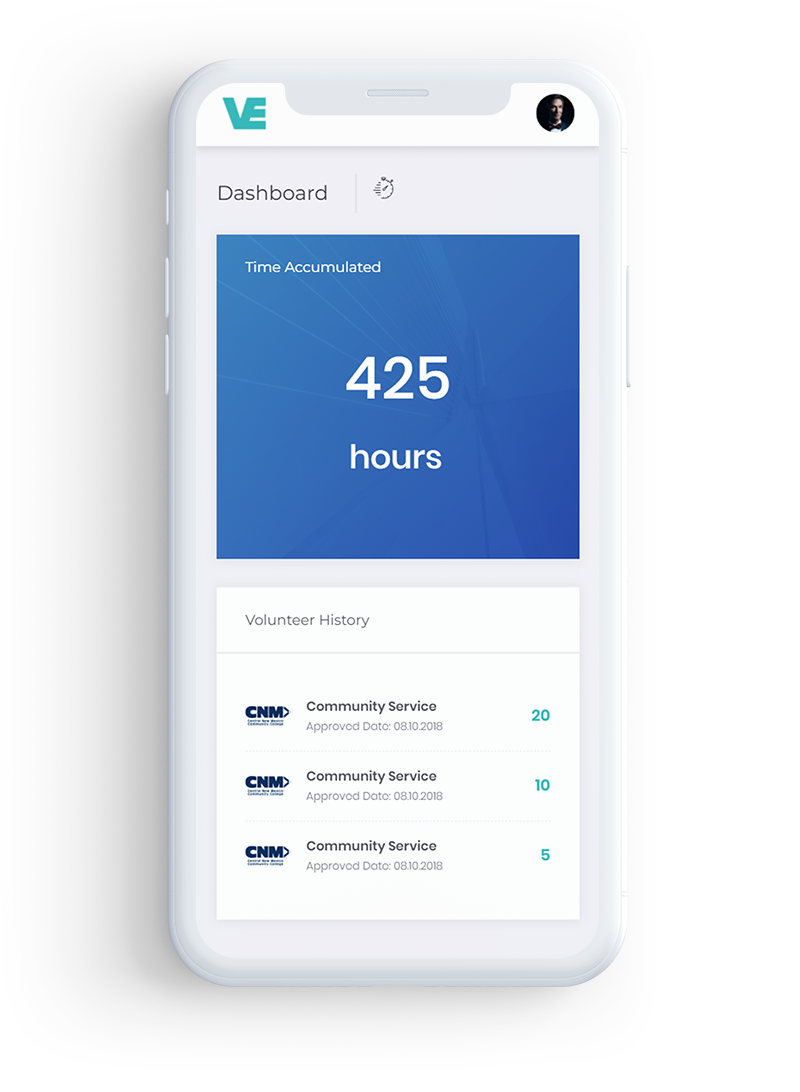 VE
Dashboard
Time Accumulated
425
hours
Volunteer History
CNM
Central New Mexico
Community College
Community Service
20
Approved Date: 08.10.2018
CNM
Central New Mexico
Community College
Community Service
10
Approved Date: 08.10.2018
CNM
Central New Mexico
Community College
Community Service
5
Approved Date: 08.10.2018